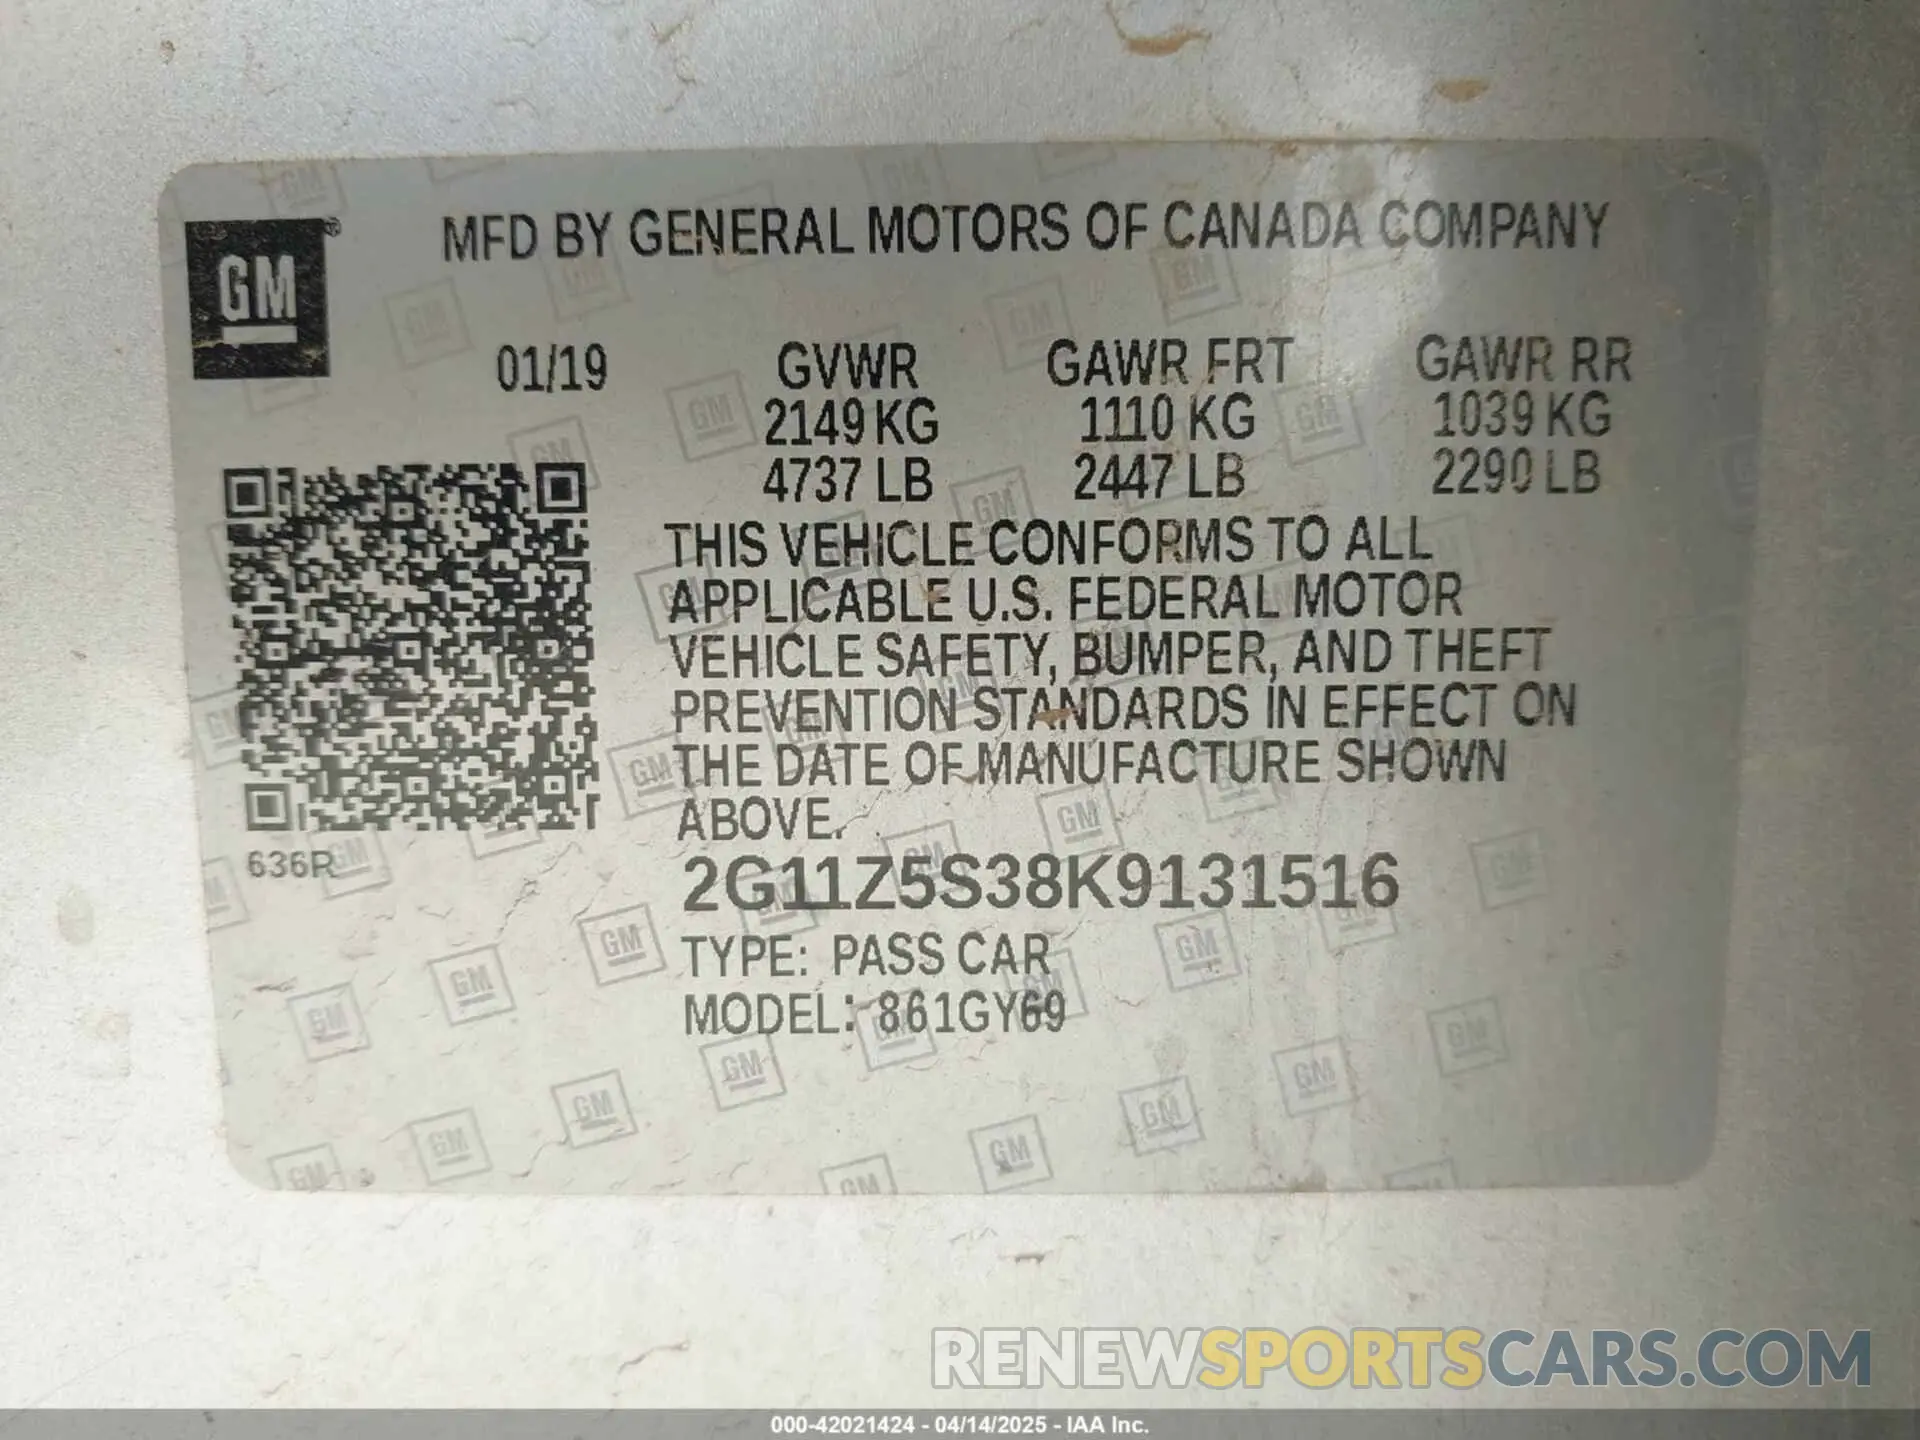 MFD BY GENERAL MOTORS OF CANADA COMPANY
GM
01/19 GVWR GAWR FRT GAWR RR
2149 KG 1110 KG 1039 KG
4737 LB 2447 LB 2290 LB
THIS VEHICLE CONFORMS TO ALL
APPLICABLE U.S. FEDERAL MOTOR
VEHICLE SAFETY, BUMPER, AND THEFT
PREVENTION STANDARDS IN EFFECT ON
THE DATE OF MANUFACTURE SHOWN
ABOVE.
636R
2G11Z5S38K9131516
TYPE: PASS CAR
MODEL: 861GY69
RENEWSPORTSCARS.COM
000-42021424 - 04/14/2025 - IAA Inc.